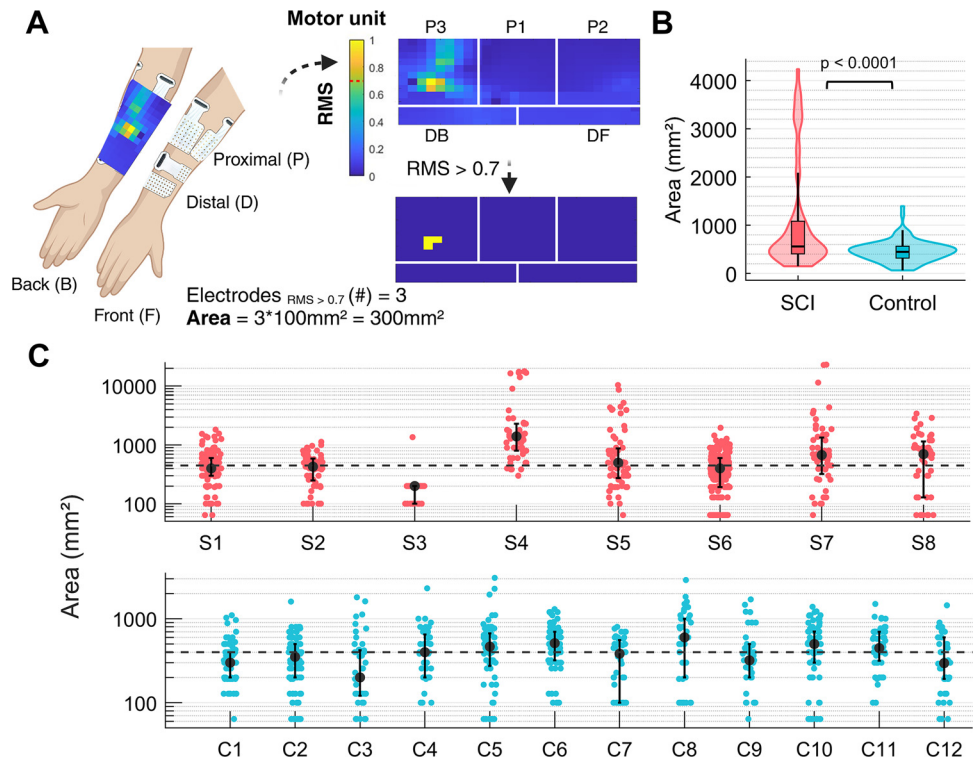 A
Motor unit
P3 P1 P2
RMS
1
0.8
0.6
0.4
0.2
0
DB DF
Proximal (P)
Distal (D)
RMS > 0.7
Back (B)
Front (F)
Electrodes RMS > 0.7 (#) = 3
Area = 3*100mm² = 300mm²
B
p < 0.0001
Area (mm²)
4000
3000
2000
1000
0
SCI Control
C
Area (mm²)
10000
1000
100
S1 S2 S3 S4 S5 S6 S7 S8
1000
100
C1 C2 C3 C4 C5 C6 C7 C8 C9 C10 C11 C12